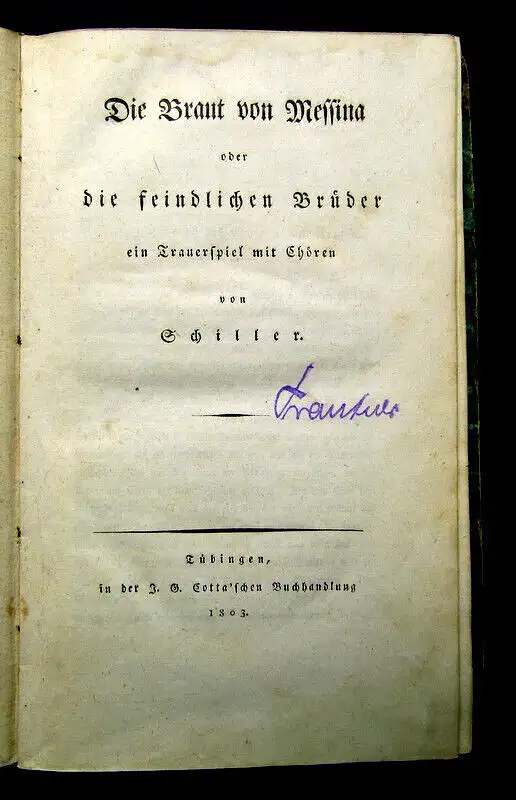 Die Braut von Meſſina
oder
die feindlichen Brüder
ein Trauerſpiel mit Chören
von
Schiller.
Tübingen,
in der J. G. Cotta'ſchen Buchhandlung
1803.